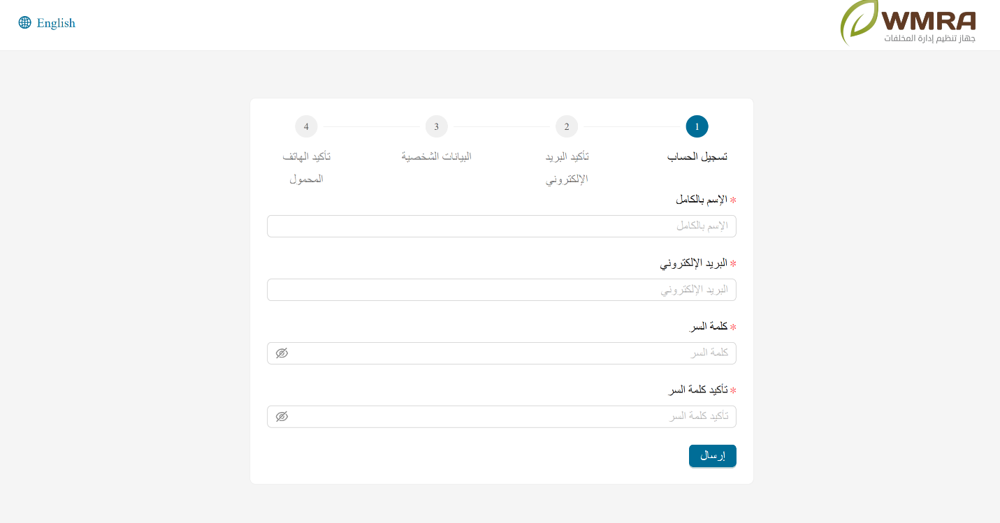 WMRA
جهاز تنظيم إدارة المخلفات
English
1
2
3
4
تسجيل الحساب
تأكيد البريد
الإلكتروني
البيانات الشخصية
تأكيد الهاتف
المحمول
* الإسم بالكامل
الإسم بالكامل
* البريد الإلكتروني
البريد الإلكتروني
* كلمة السر
كلمة السر
* تأكيد كلمة السر
تأكيد كلمة السر
إرسال